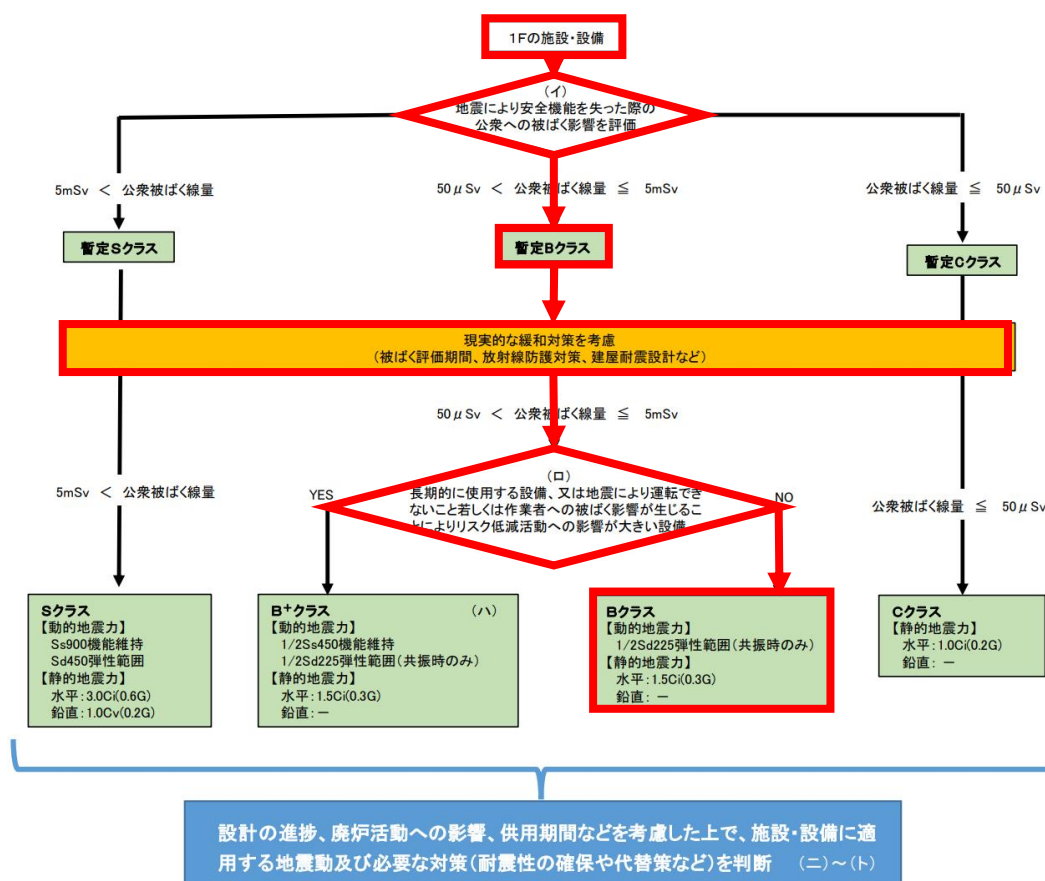 1Fの施設・設備
(イ)
地震により安全機能を失った際の
公衆への被ばく影響を評価
5mSv < 公衆被ばく線量
50μSv < 公衆被ばく線量 ≦ 5mSv
公衆被ばく線量 ≦ 50μSv
暫定Sクラス
暫定Bクラス
暫定Cクラス
現実的な緩和対策を考慮
(被ばく評価期間、放射線防護対策、建屋耐震設計など)
50μSv < 公衆被ばく線量 ≦ 5mSv
5mSv < 公衆被ばく線量
公衆被ばく線量 ≦ 50μSv
(ロ)
YES
NO
長期的に使用する設備、又は地震により運転でき
ないこと若しくは作業者への被ばく影響が生じるこ
とによりリスク低減活動への影響が大きい設備
Sクラス
【動的地震力】
Ss900機能維持
Sd450弾性範囲
【静的地震力】
水平:3.0Ci(0.6G)
鉛直:1.0Cv(0.2G)
B+クラス (ハ)
【動的地震力】
1/2Ss450機能維持
1/2Sd225弾性範囲(共振時のみ)
【静的地震力】
水平:1.5Ci(0.3G)
鉛直:-
Bクラス
【動的地震力】
1/2Sd225弾性範囲(共振時のみ)
【静的地震力】
水平:1.5Ci(0.3G)
鉛直:-
Cクラス
【静的地震力】
水平:1.0Ci(0.2G)
鉛直:-
設計の進捗、廃炉活動への影響、供用期間などを考慮した上で、施設・設備に適
用する地震動及び必要な対策(耐震性の確保や代替策など)を判断 (ニ)~(ト)